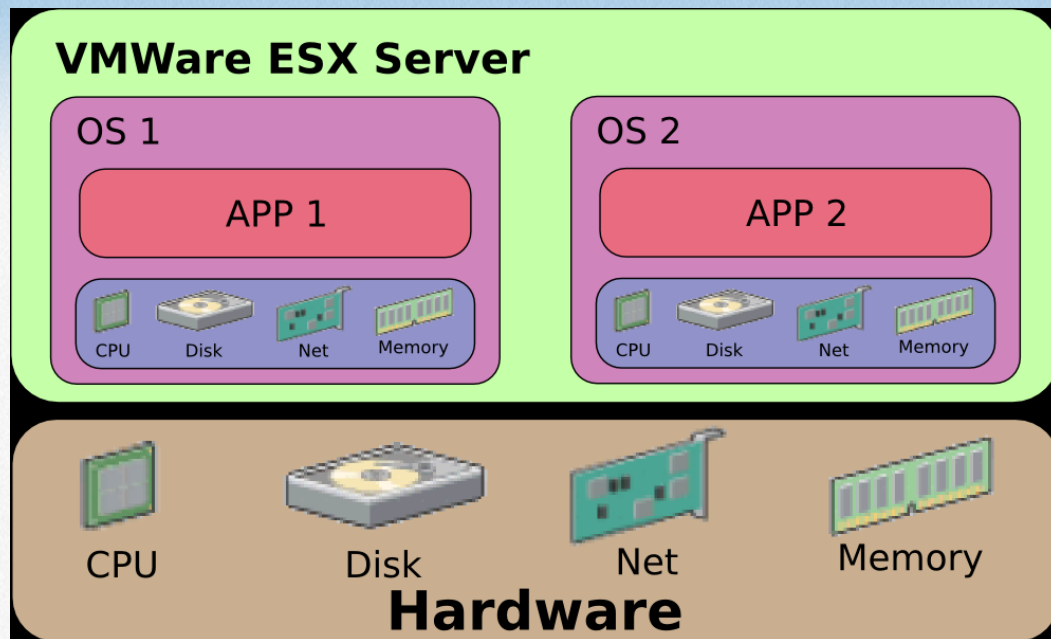 VMWare ESX Server
OS 1
APP 1
CPU Disk Net Memory
OS 2
APP 2
CPU Disk Net Memory
CPU Disk Net Memory
Hardware